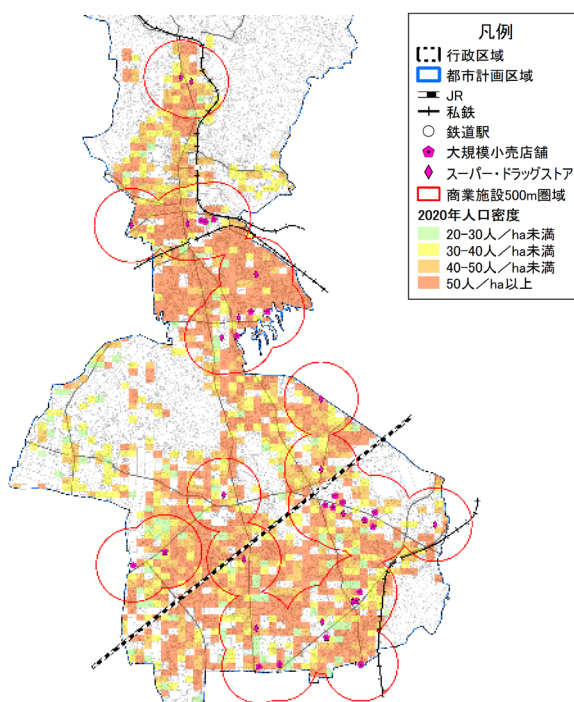 凡例
行政区域
都市計画区域
JR
私鉄
鉄道駅
大規模小売店舗
スーパー・ドラッグストア
商業施設500m圏域
2020年人口密度
20-30人／ha未満
30-40人／ha未満
40-50人／ha未満
50人／ha以上